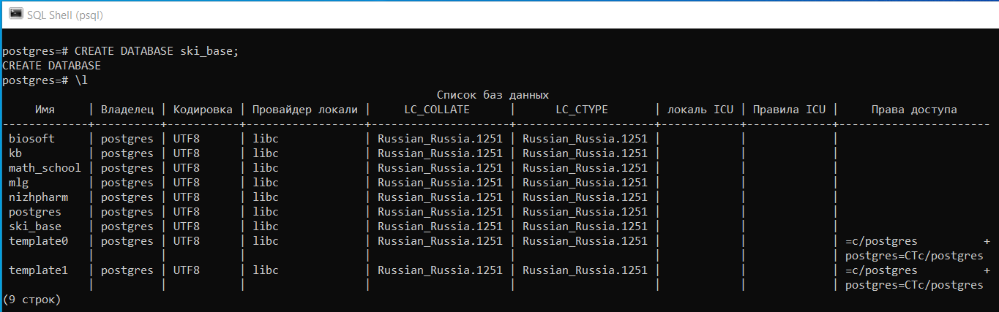 SQL Shell (psql)
postgres=# CREATE DATABASE ski_base;
CREATE DATABASE
postgres=# \l
                                                                  Список баз данных
     Имя     | Владелец | Кодировка | Провайдер локали |     LC_COLLATE      |      LC_CTYPE       | локаль ICU | Правила ICU |     Права доступа
-------------+----------+-----------+------------------+---------------------+---------------------+------------+-------------+-----------------------
 biosoft     | postgres | UTF8      | libc             | Russian_Russia.1251 | Russian_Russia.1251 |            |             |
 kb          | postgres | UTF8      | libc             | Russian_Russia.1251 | Russian_Russia.1251 |            |             |
 math_school | postgres | UTF8      | libc             | Russian_Russia.1251 | Russian_Russia.1251 |            |             |
 mlg         | postgres | UTF8      | libc             | Russian_Russia.1251 | Russian_Russia.1251 |            |             |
 nizhpharm   | postgres | UTF8      | libc             | Russian_Russia.1251 | Russian_Russia.1251 |            |             |
 postgres    | postgres | UTF8      | libc             | Russian_Russia.1251 | Russian_Russia.1251 |            |             |
 ski_base    | postgres | UTF8      | libc             | Russian_Russia.1251 | Russian_Russia.1251 |            |             |
 template0   | postgres | UTF8      | libc             | Russian_Russia.1251 | Russian_Russia.1251 |            |             | =c/postgres          +
             |          |           |                  |                     |                     |            |             | postgres=CTc/postgres
 template1   | postgres | UTF8      | libc             | Russian_Russia.1251 | Russian_Russia.1251 |            |             | =c/postgres          +
             |          |           |                  |                     |                     |            |             | postgres=CTc/postgres
(9 строк)